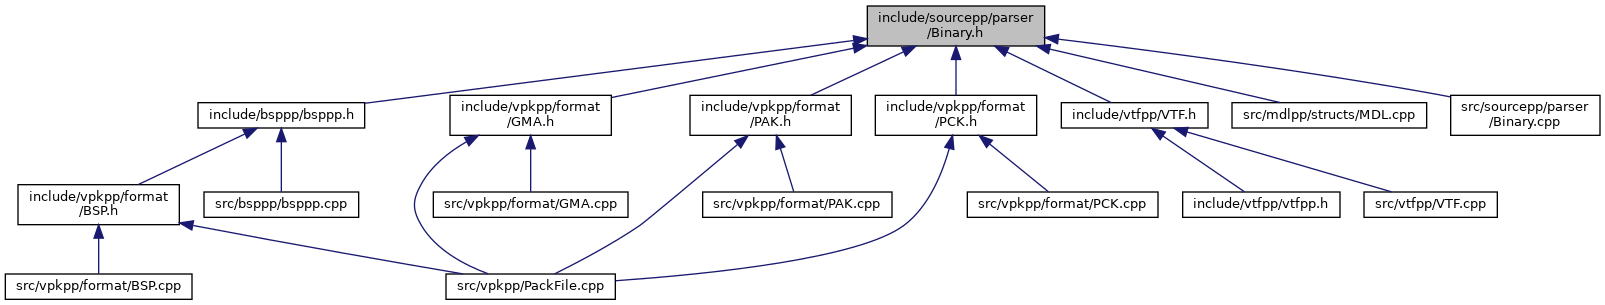 include/sourcepp/parser
/Binary.h
include/bsppp/bsppp.h
include/vpkpp/format
/GMA.h
include/vpkpp/format
/PAK.h
include/vpkpp/format
/PCK.h
include/vtfpp/VTF.h
src/mdlpp/structs/MDL.cpp
src/sourcepp/parser
/Binary.cpp
include/vpkpp/format
/BSP.h
src/bsppp/bsppp.cpp
src/vpkpp/format/GMA.cpp
src/vpkpp/format/PAK.cpp
src/vpkpp/format/PCK.cpp
include/vtfpp/vtfpp.h
src/vtfpp/VTF.cpp
src/vpkpp/format/BSP.cpp
src/vpkpp/PackFile.cpp